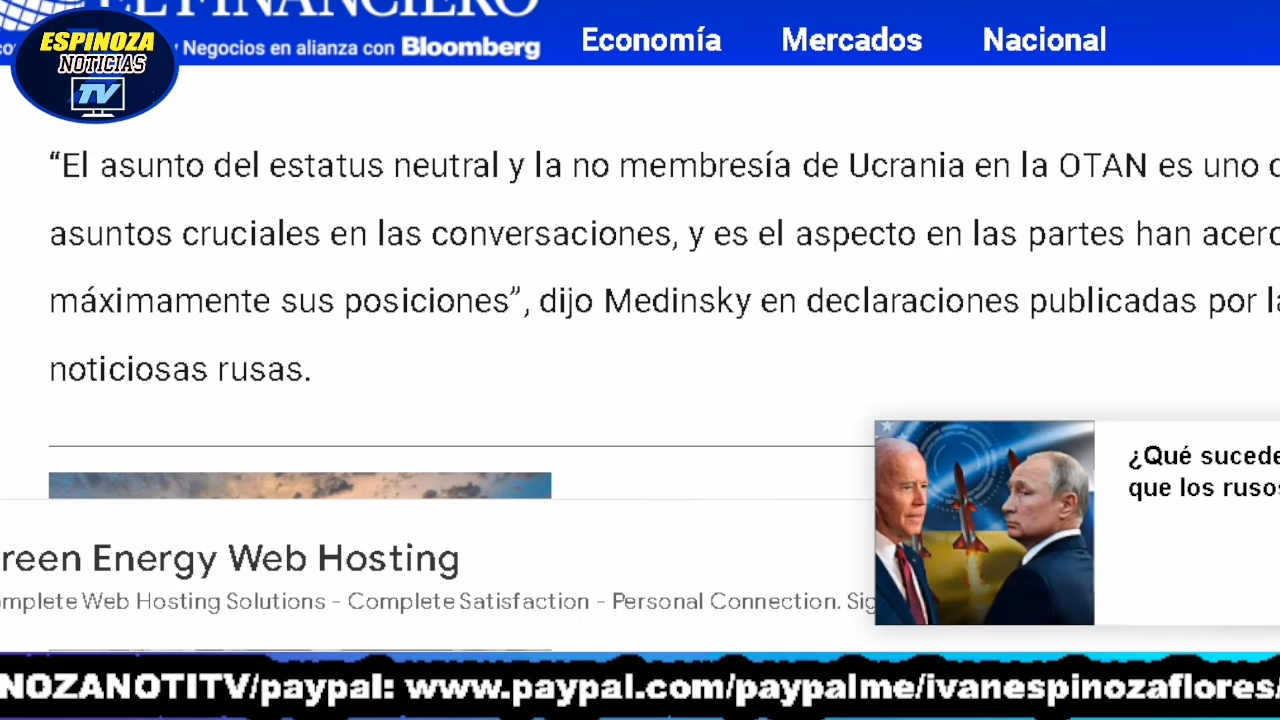 EL FINANCIERO
ESPINOZA
NOTICIAS
TV
y Negocios en alianza con Bloomberg
Economía Mercados Nacional
“El asunto del estatus neutral y la no membresía de Ucrania en la OTAN es uno
asuntos cruciales en las conversaciones, y es el aspecto en las partes han acerc
máximamente sus posiciones”, dijo Medinsky en declaraciones publicadas por la
noticiosas rusas.
¿Qué sucede
que los rusos
reen Energy Web Hosting
mplete Web Hosting Solutions - Complete Satisfaction - Personal Connection. Sig
NOZANOTITV/paypal: www.paypal.com/paypalme/ivanespinozaflores/